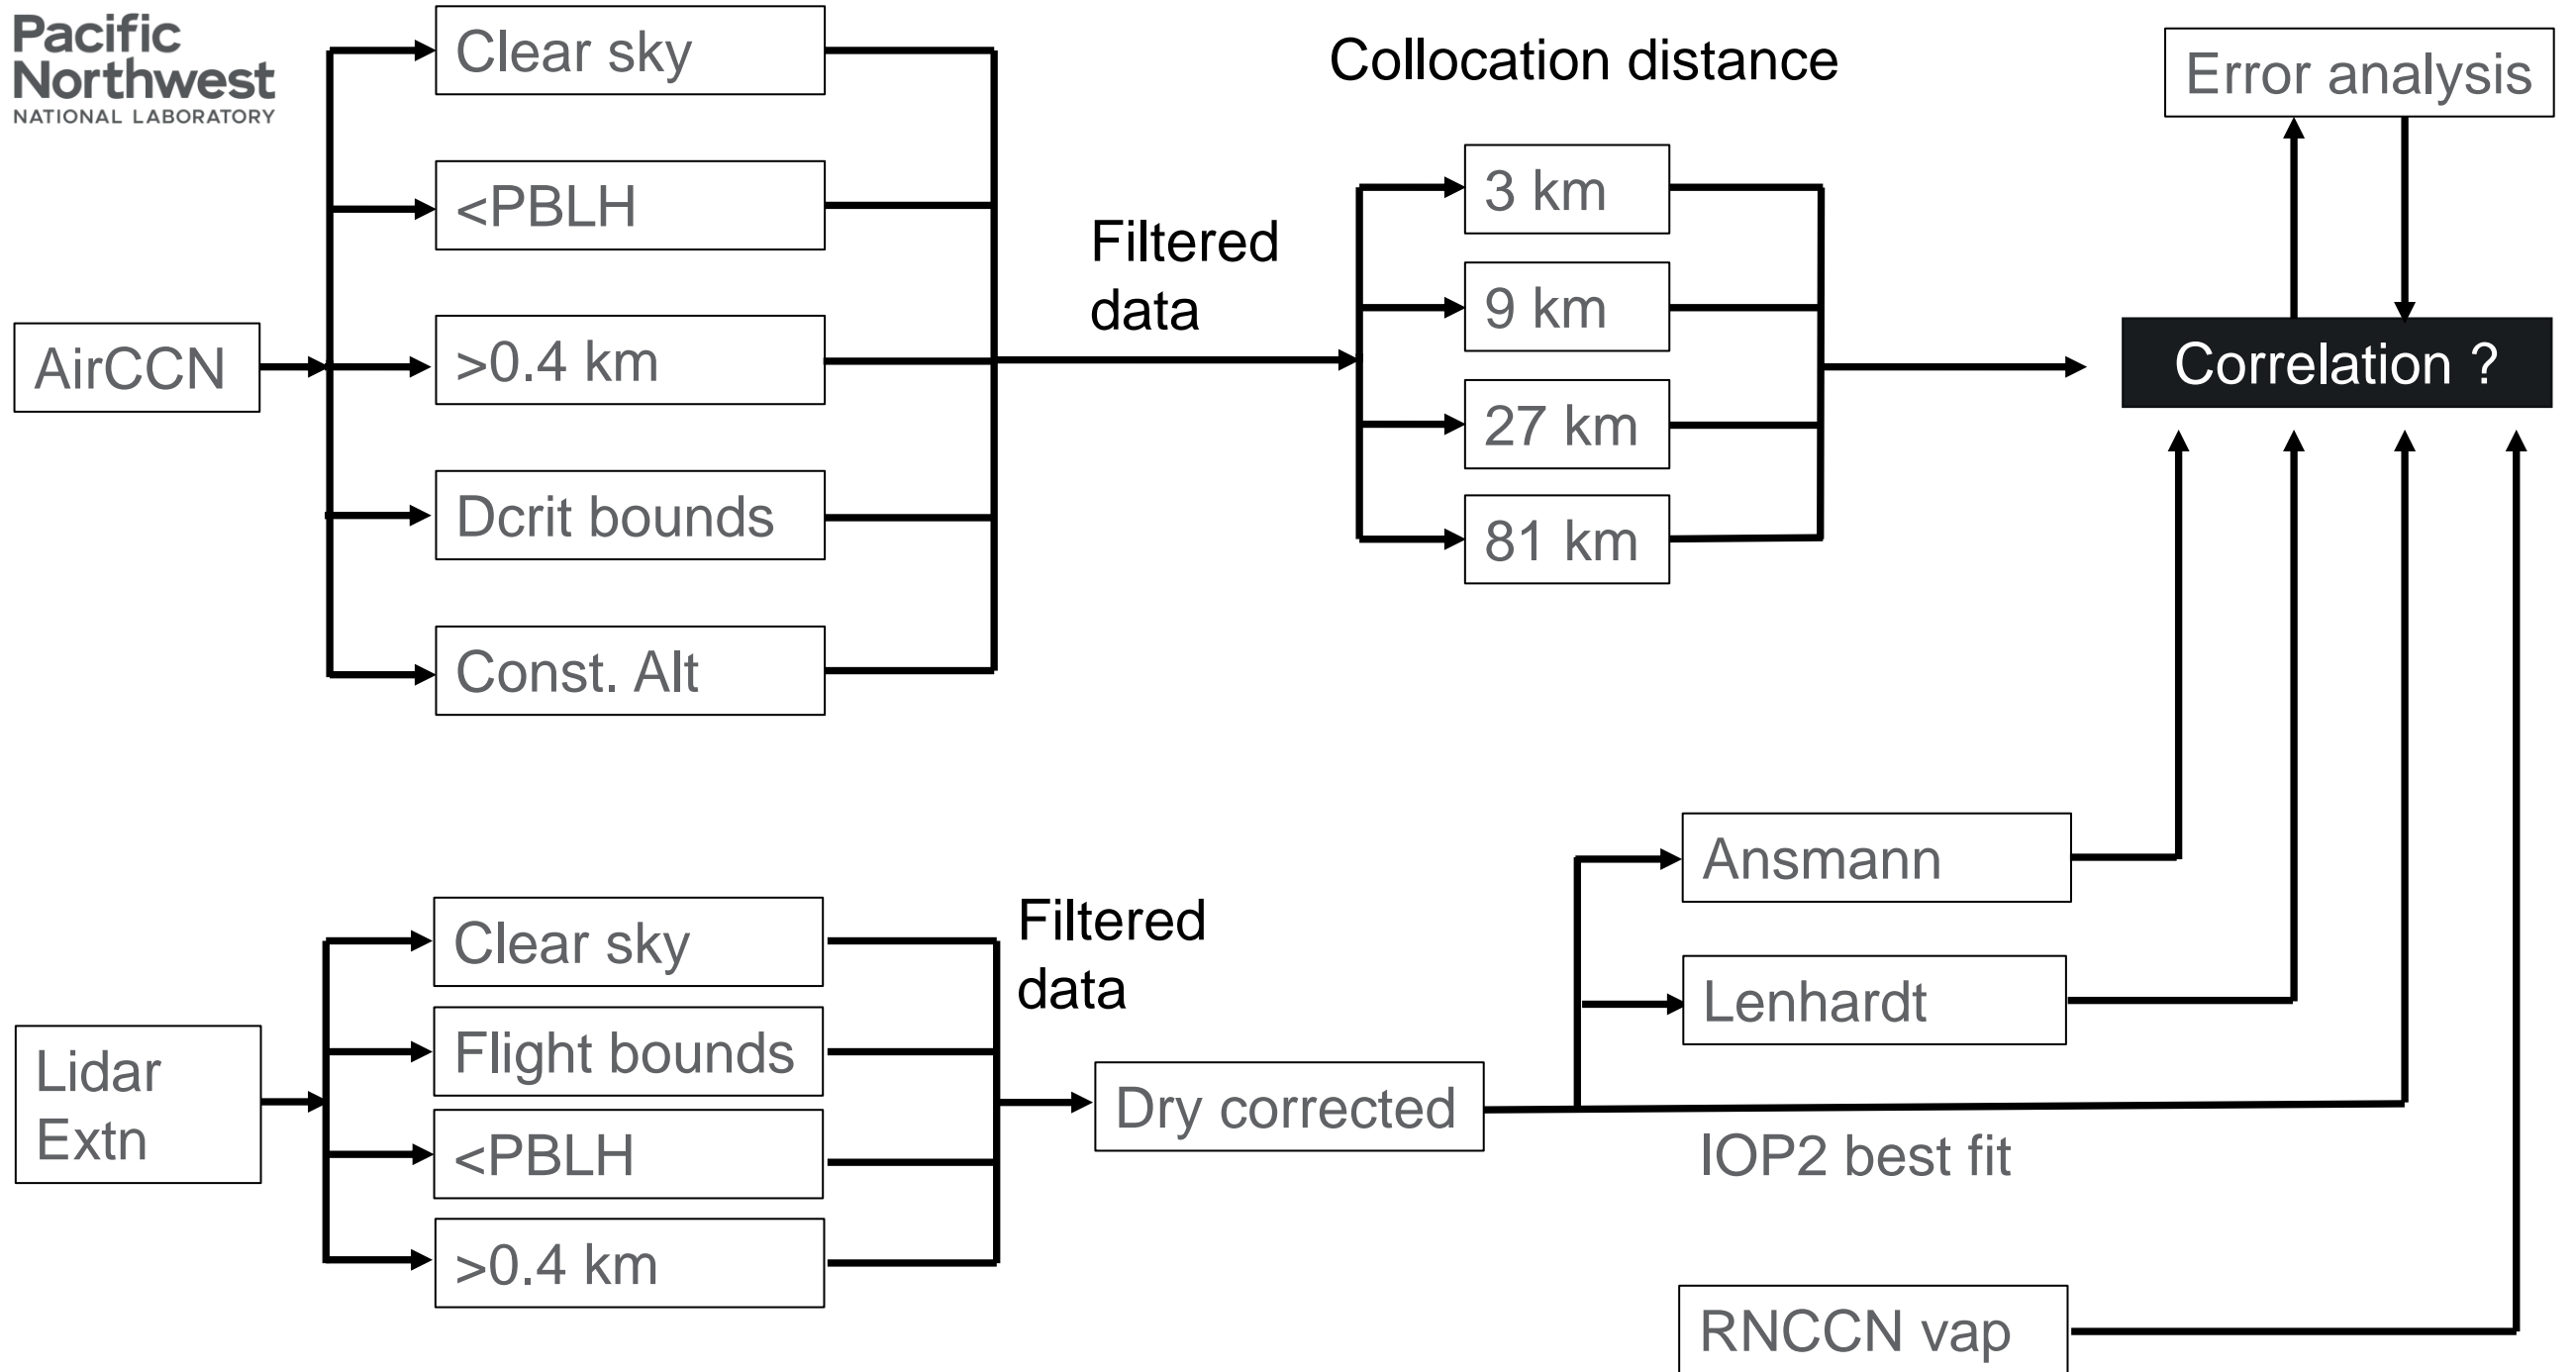 Pacific
Northwest
NATIONAL LABORATORY
Clear sky
<PBLH
>0.4 km
Dcrit bounds
Const. Alt
AirCCN
Filtered
data
Collocation distance
3 km
9 km
27 km
81 km
Error analysis
Correlation ?
Lidar
Extn
Clear sky
Flight bounds
<PBLH
>0.4 km
Filtered
data
Dry corrected
Ansmann
Lenhardt
IOP2 best fit
RNCCN vap